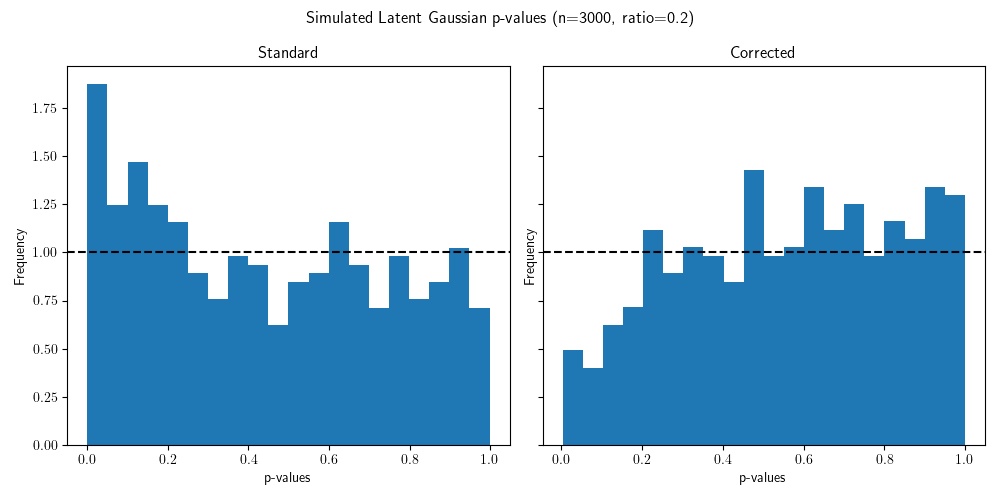 Simulated Latent Gaussian p-values (n=3000, ratio=0.2)
Standard
Corrected
Frequency
1.75
1.50
1.25
1.00
0.75
0.50
0.25
0.00
0.0 0.2 0.4 0.6 0.8 1.0
p-values
Frequency
0.0 0.2 0.4 0.6 0.8 1.0
p-values